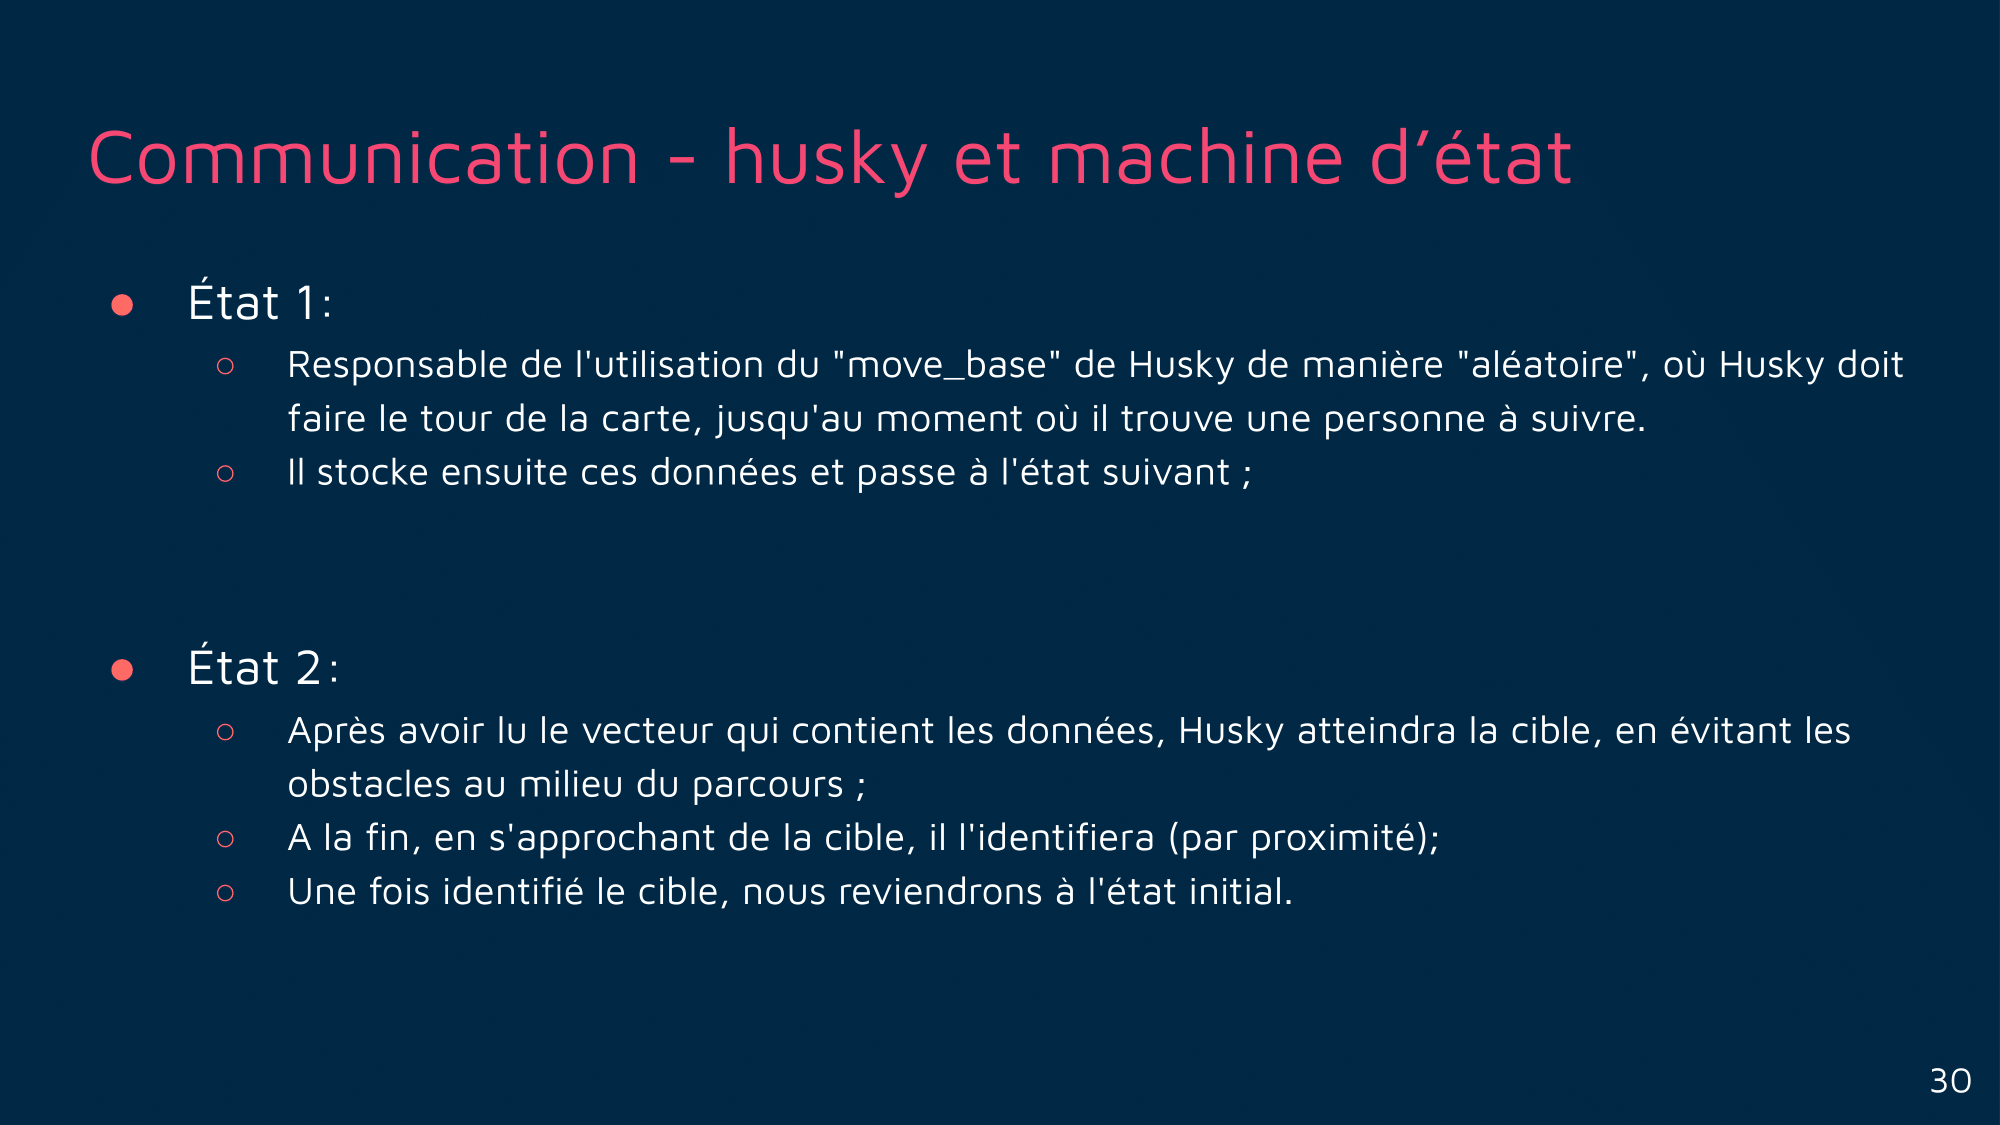 Communication - husky et machine d’état
● État 1:
○ Responsable de l'utilisation du "move_base" de Husky de manière "aléatoire", où Husky doit
faire le tour de la carte, jusqu'au moment où il trouve une personne à suivre.
○ Il stocke ensuite ces données et passe à l'état suivant ;
● État 2:
○ Après avoir lu le vecteur qui contient les données, Husky atteindra la cible, en évitant les
obstacles au milieu du parcours ;
○ A la fin, en s'approchant de la cible, il l'identifiera (par proximité);
○ Une fois identifié le cible, nous reviendrons à l'état initial.
30